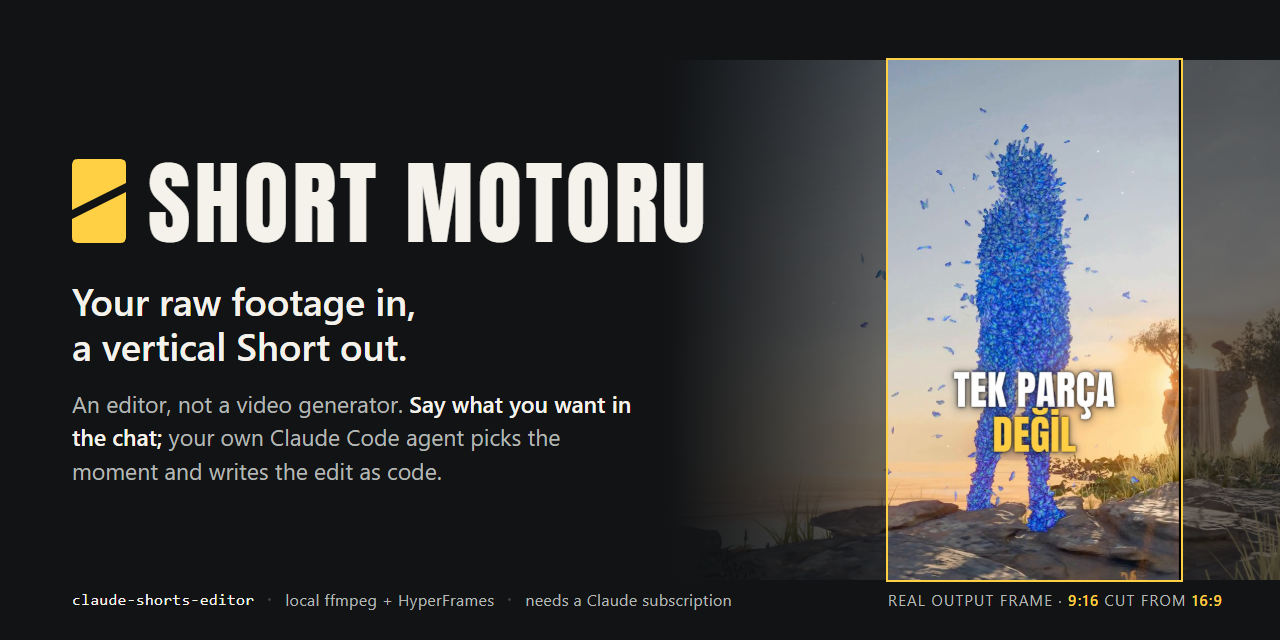 SHORT MOTORU
Your raw footage in,
a vertical Short out.
An editor, not a video generator. Say what you want in
the chat; your own Claude Code agent picks the
moment and writes the edit as code.
TEK PARÇA
DEĞİL
claude-shorts-editor · local ffmpeg + HyperFrames · needs a Claude subscription
REAL OUTPUT FRAME · 9:16 CUT FROM 16:9